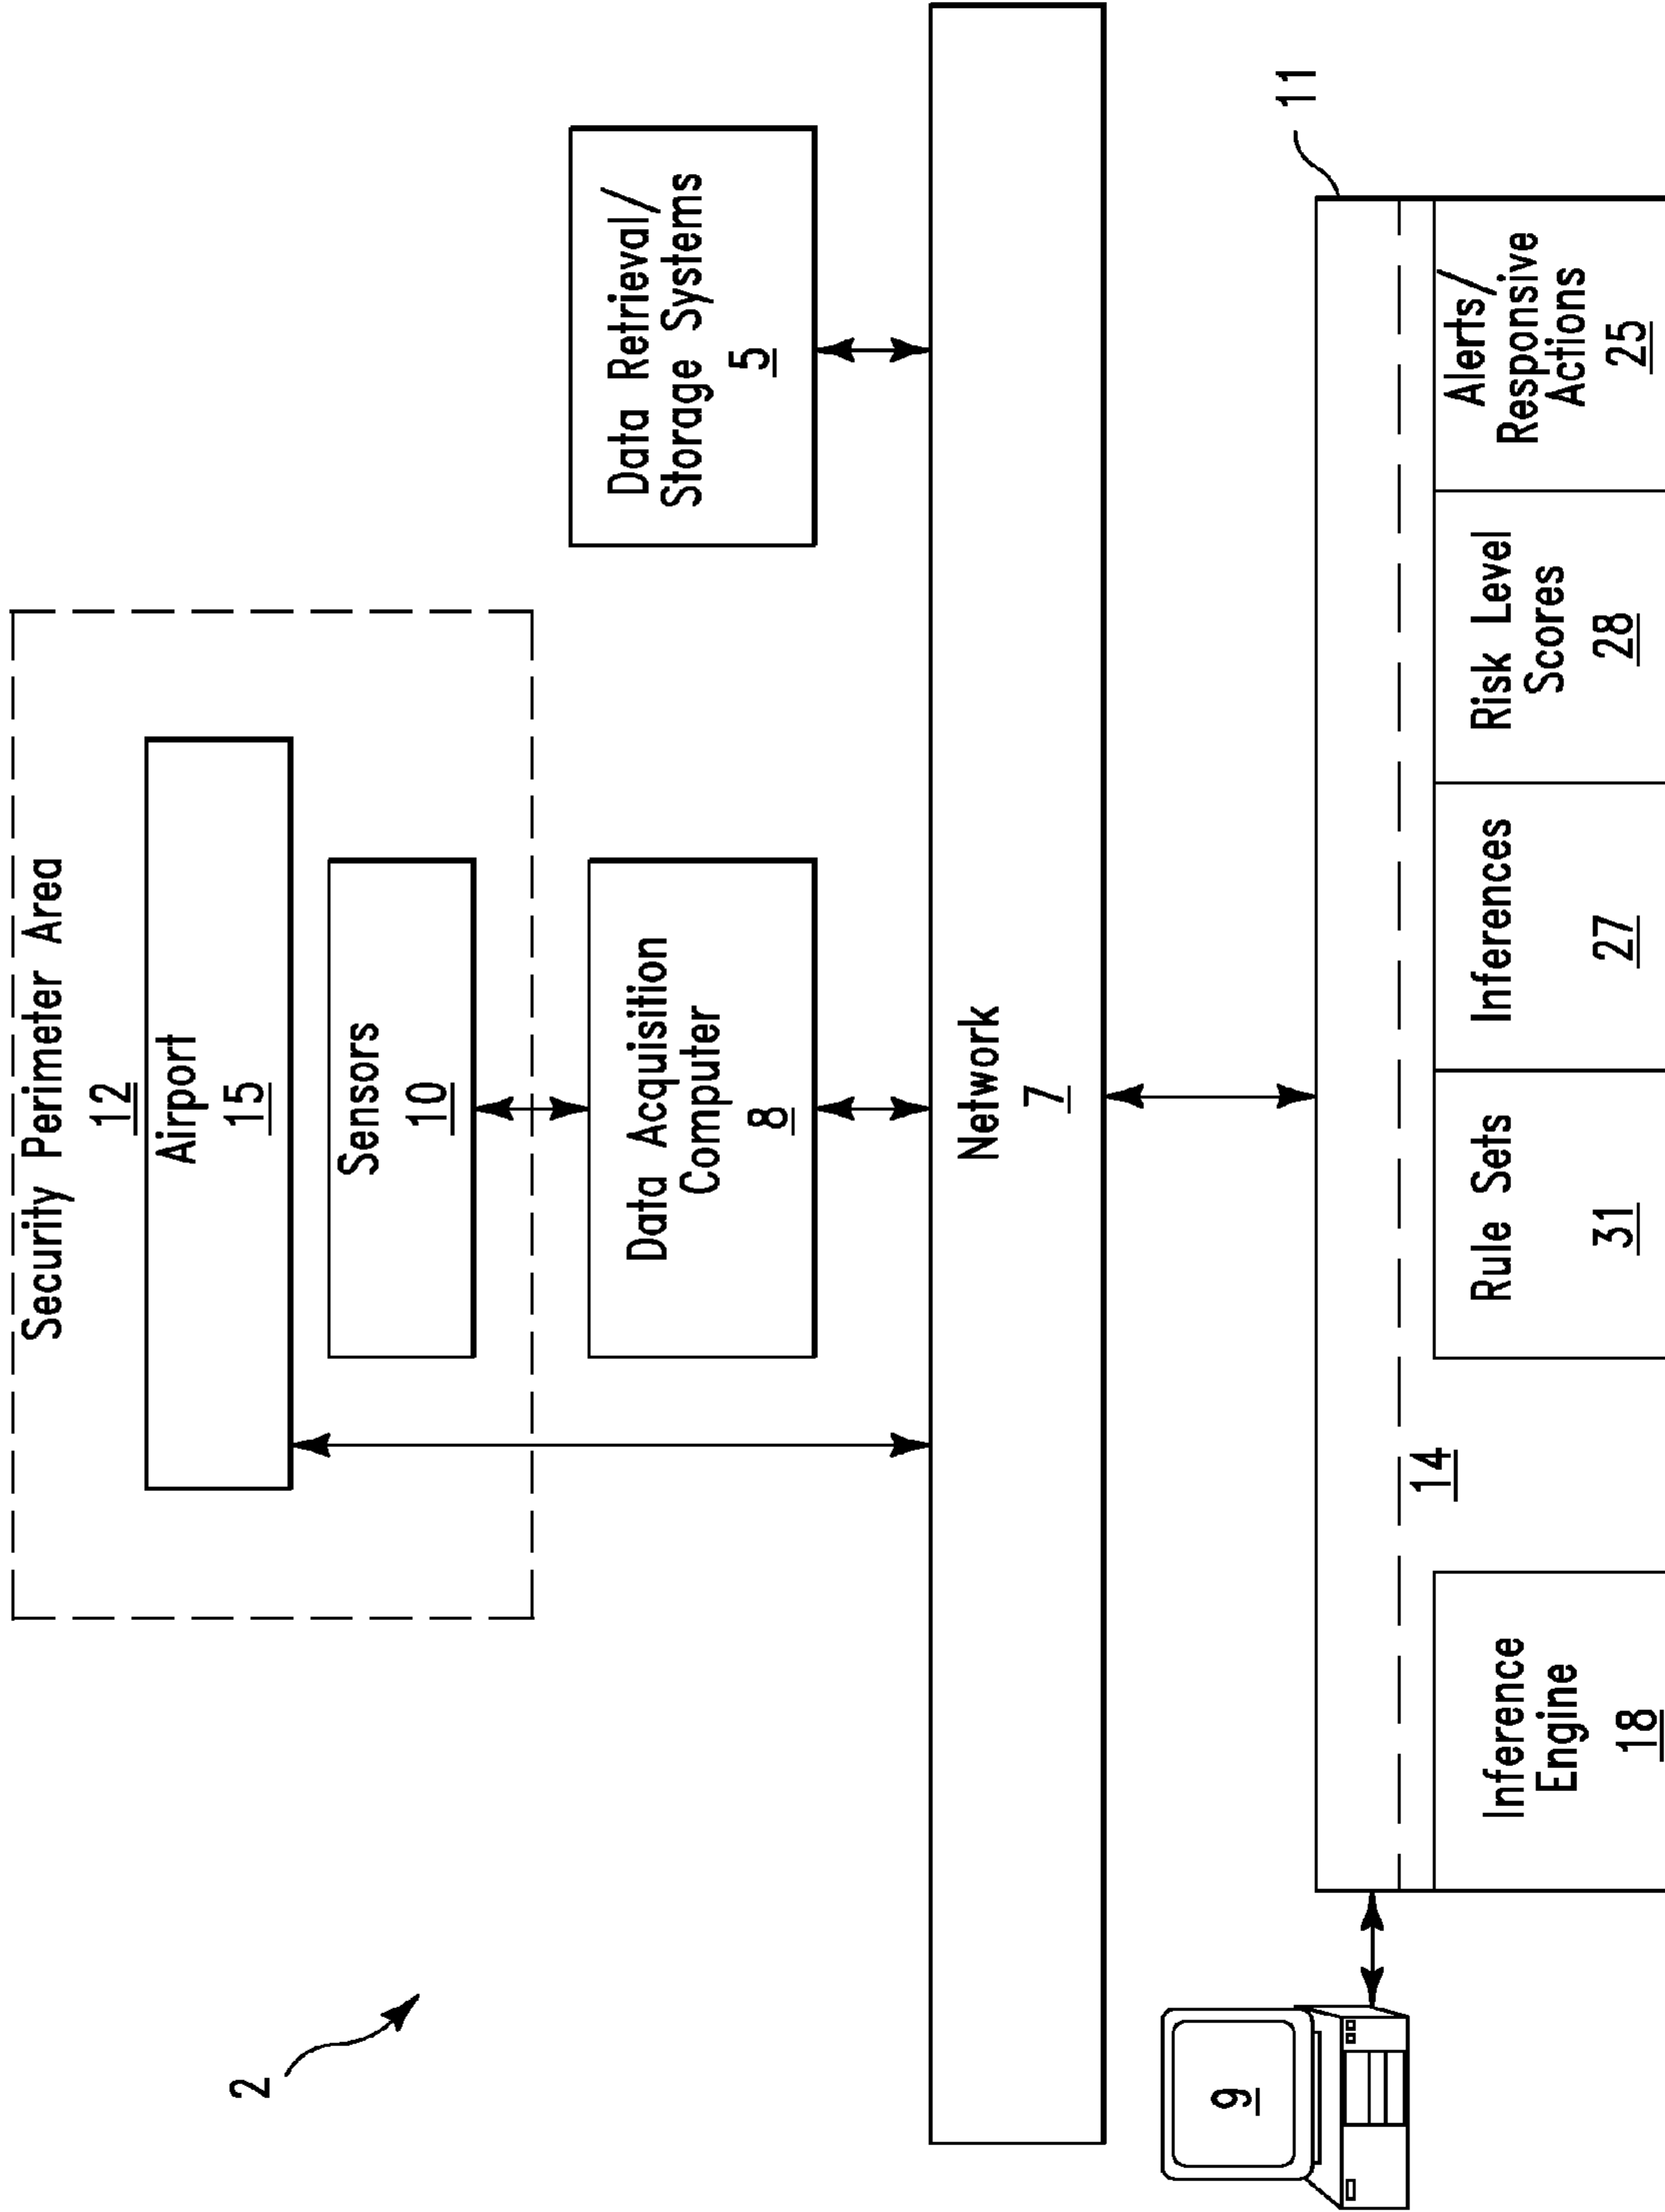 2
Security Perimeter Area
12
Airport
15
Sensors
10
Data Acquisition
Computer
8
Data Retrieval/
Storage Systems
5
Network
7
9
11
14
Inference
Engine
18
Rule Sets
31
Inferences
27
Risk Level
Scores
28
Alerts/
Responsive
Actions
25